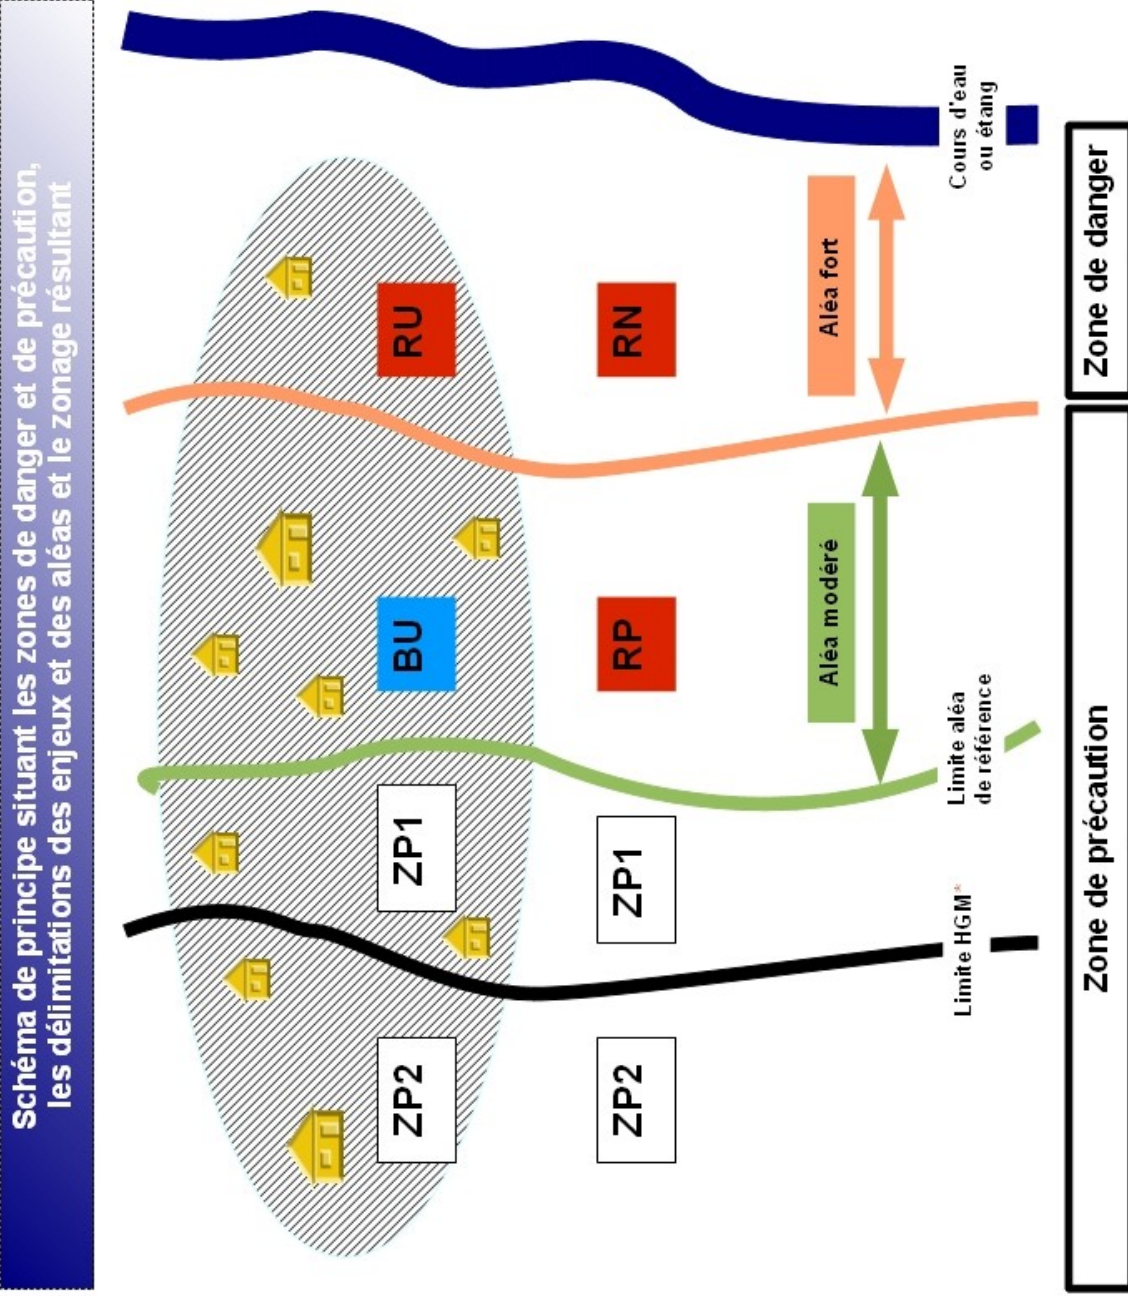 Schéma de principe situant les zones de danger et de précaution,
les délimitations des enjeux et des aléas et le zonage résultant
ZP2
ZP1
BU
RU
ZP2
ZP1
RP
RN
Aléa modéré
Aléa fort
Limite HGM*
Limite aléa
de référence
Cours d'eau
ou étang
Zone de précaution
Zone de danger